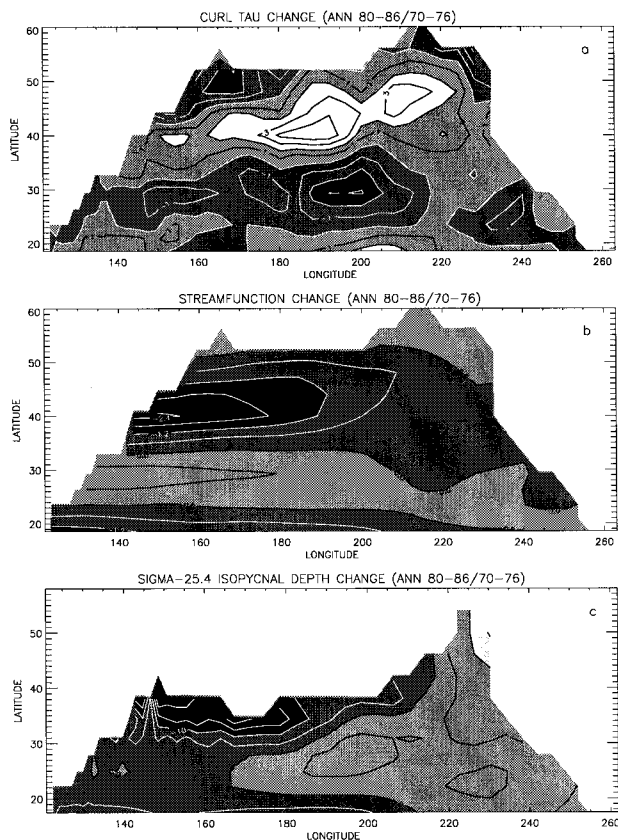 CURL TAU CHANGE (ANN 80-86/70-76)
a
60
50
40
30
20
LATITUDE
140 160 180 200 220 240 260
LONGITUDE
STREAMFUNCTION CHANGE (ANN 80-86/70-76)
b
60
50
40
30
20
LATITUDE
140 160 180 200 220 240 260
LONGITUDE
SIGMA-25.4 ISOPYCNAL DEPTH CHANGE (ANN 80-86/70-76)
c
50
40
30
20
LATITUDE
-10
140 160 180 200 220 240 260
LONGITUDE